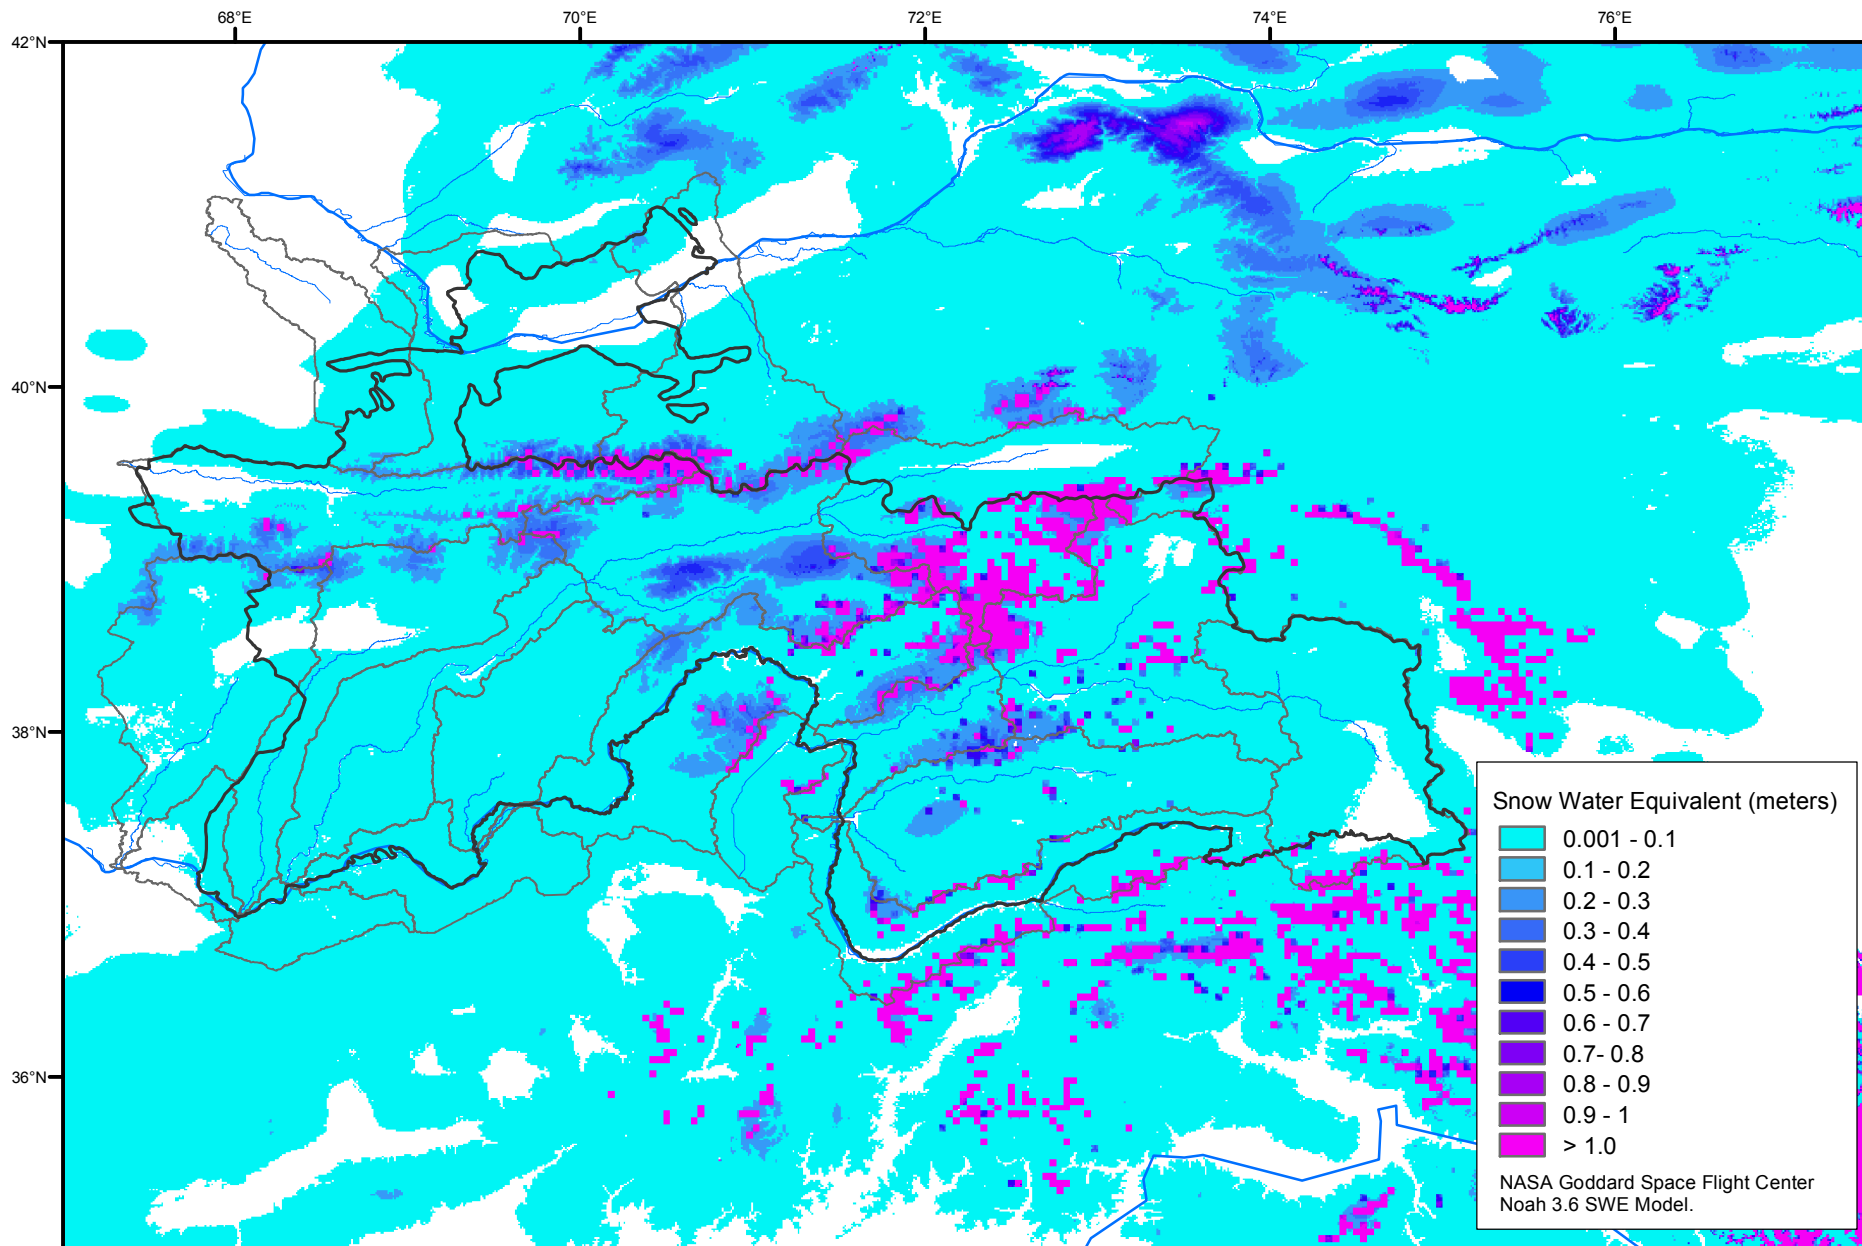 68°E 70°E 72°E 74°E 76°E
42°N
40°N
38°N
36°N
Snow Water Equivalent (meters)
0.001 - 0.1
0.1 - 0.2
0.2 - 0.3
0.3 - 0.4
0.4 - 0.5
0.5 - 0.6
0.6 - 0.7
0.7- 0.8
0.8 - 0.9
0.9 - 1
> 1.0
NASA Goddard Space Flight Center
Noah 3.6 SWE Model.